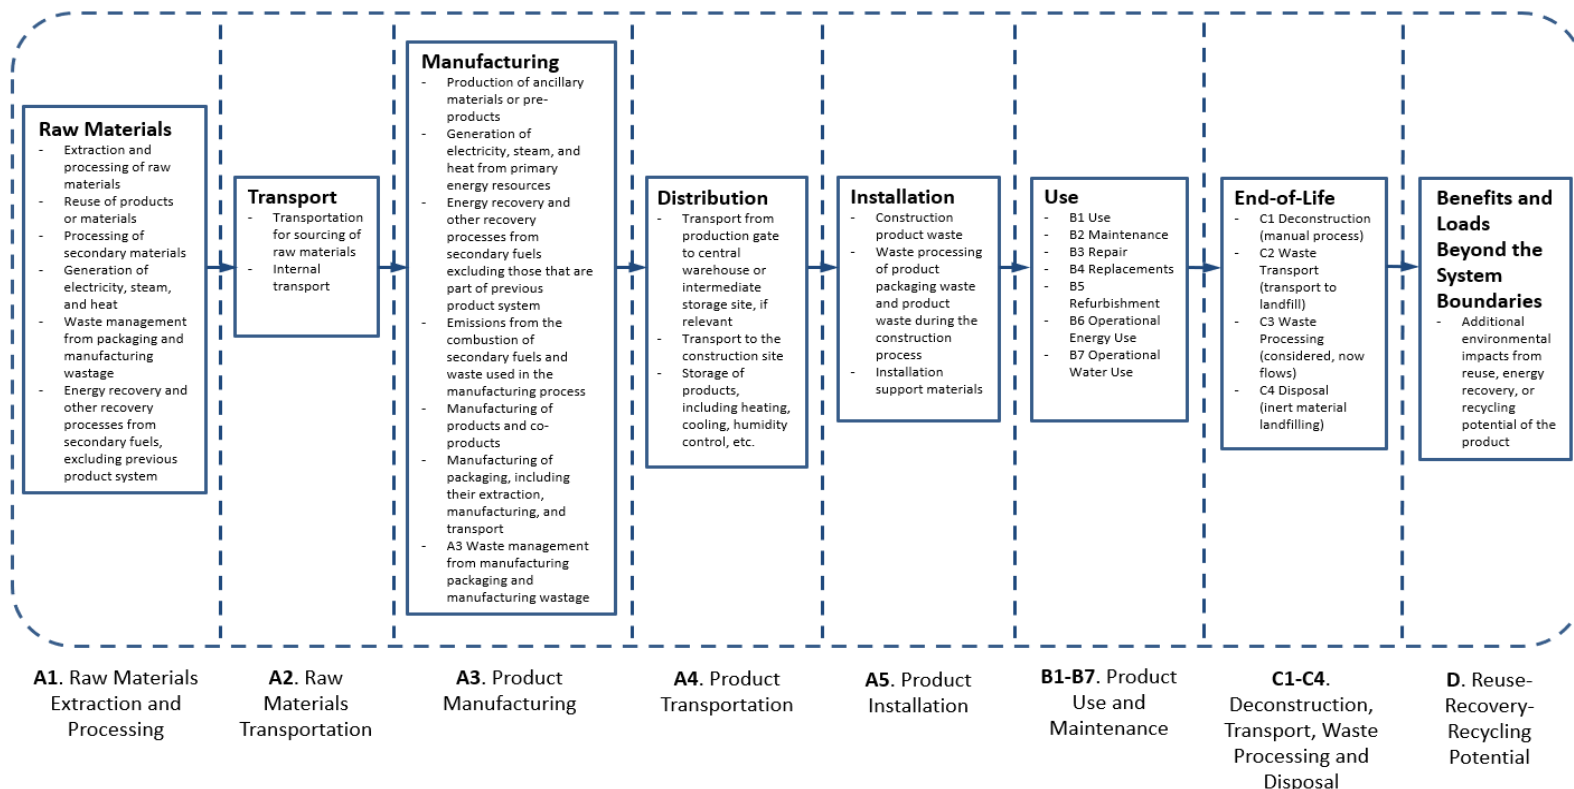 Raw Materials
- Extraction and
processing of raw
materials
- Reuse of products
or materials
- Processing of
secondary materials
- Generation of
electricity, steam,
and heat
- Waste management
from packaging and
manufacturing
wastage
- Energy recovery and
other recovery
processes from
secondary fuels,
excluding previous
product system
Transport
- Transportation
for sourcing of
raw materials
- Internal
transport
Manufacturing
- Production of ancillary
materials or pre-
products
- Generation of
electricity, steam, and
heat from primary
energy resources
- Energy recovery and
other recovery
processes from
secondary fuels
excluding those that are
part of previous
product system
- Emissions from the
combustion of
secondary fuels and
waste used in the
manufacturing process
- Manufacturing of
products and co-
products
- Manufacturing of
packaging, including
their extraction,
manufacturing, and
transport
- A3 Waste management
from manufacturing
packaging and
manufacturing wastage
Distribution
- Transport from
production gate
to central
warehouse or
intermediate
storage site, if
relevant
- Transport to the
construction site
- Storage of
products,
including heating,
cooling, humidity
control, etc.
Installation
- Construction
product waste
- Waste processing
of product
packaging waste
and product
waste during the
construction
process
- Installation
support materials
Use
- B1 Use
- B2 Maintenance
- B3 Repair
- B4 Replacements
- B5
Refurbishment
- B6 Operational
Energy Use
- B7 Operational
Water Use
End-of-Life
- C1 Deconstruction
(manual process)
- C2 Waste
Transport
(transport to
landfill)
- C3 Waste
Processing
(considered, now
flows)
- C4 Disposal
(inert material
landfilling)
Benefits and
Loads
Beyond the
System
Boundaries
- Additional
environmental
impacts from
reuse, energy
recovery, or
recycling
potential of the
product
A1. Raw Materials
Extraction and
Processing
A2. Raw
Materials
Transportation
A3. Product
Manufacturing
A4. Product
Transportation
A5. Product
Installation
B1-B7. Product
Use and
Maintenance
C1-C4.
Deconstruction,
Transport, Waste
Processing and
Disposal
D. Reuse-
Recovery-
Recycling
Potential